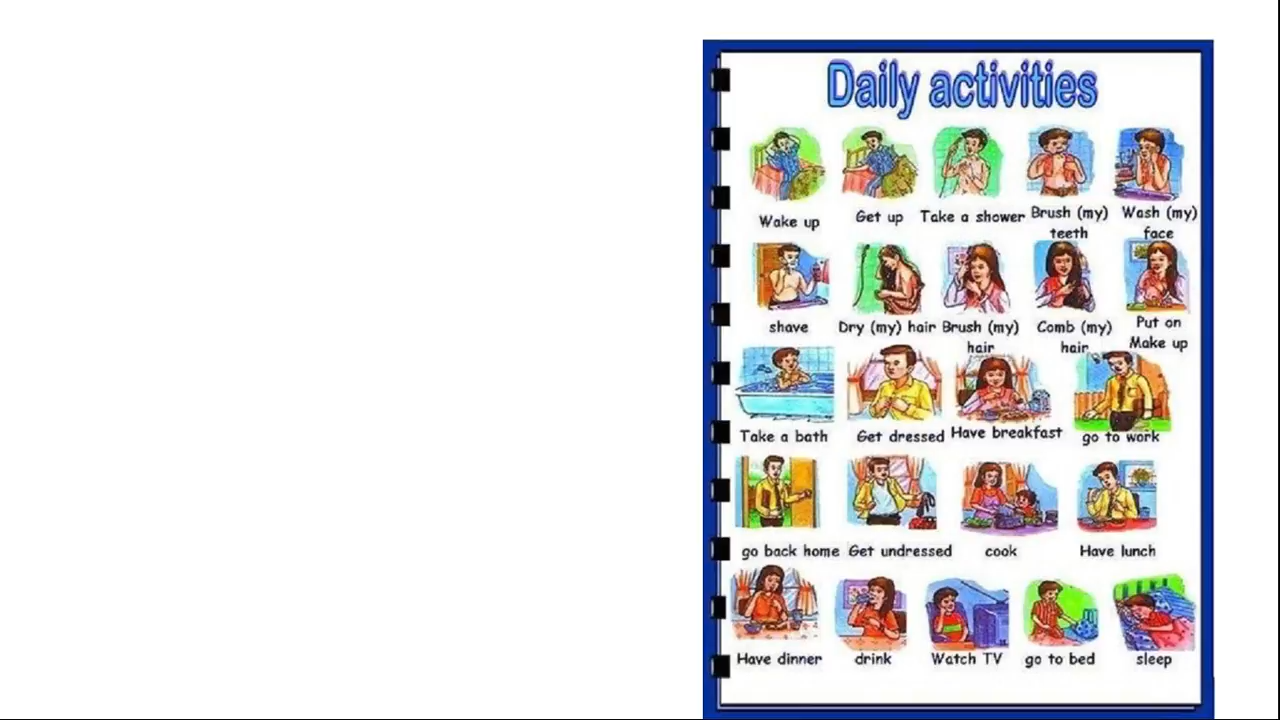 Daily activities
Wake up
Get up
Take a shower
Brush (my)
teeth
Wash (my)
face
shave
Dry (my) hair
Brush (my)
hair
Comb (my)
hair
Put on
Make up
Take a bath
Get dressed
Have breakfast
go to work
go back home
Get undressed
cook
Have lunch
Have dinner
drink
Watch TV
go to bed
sleep